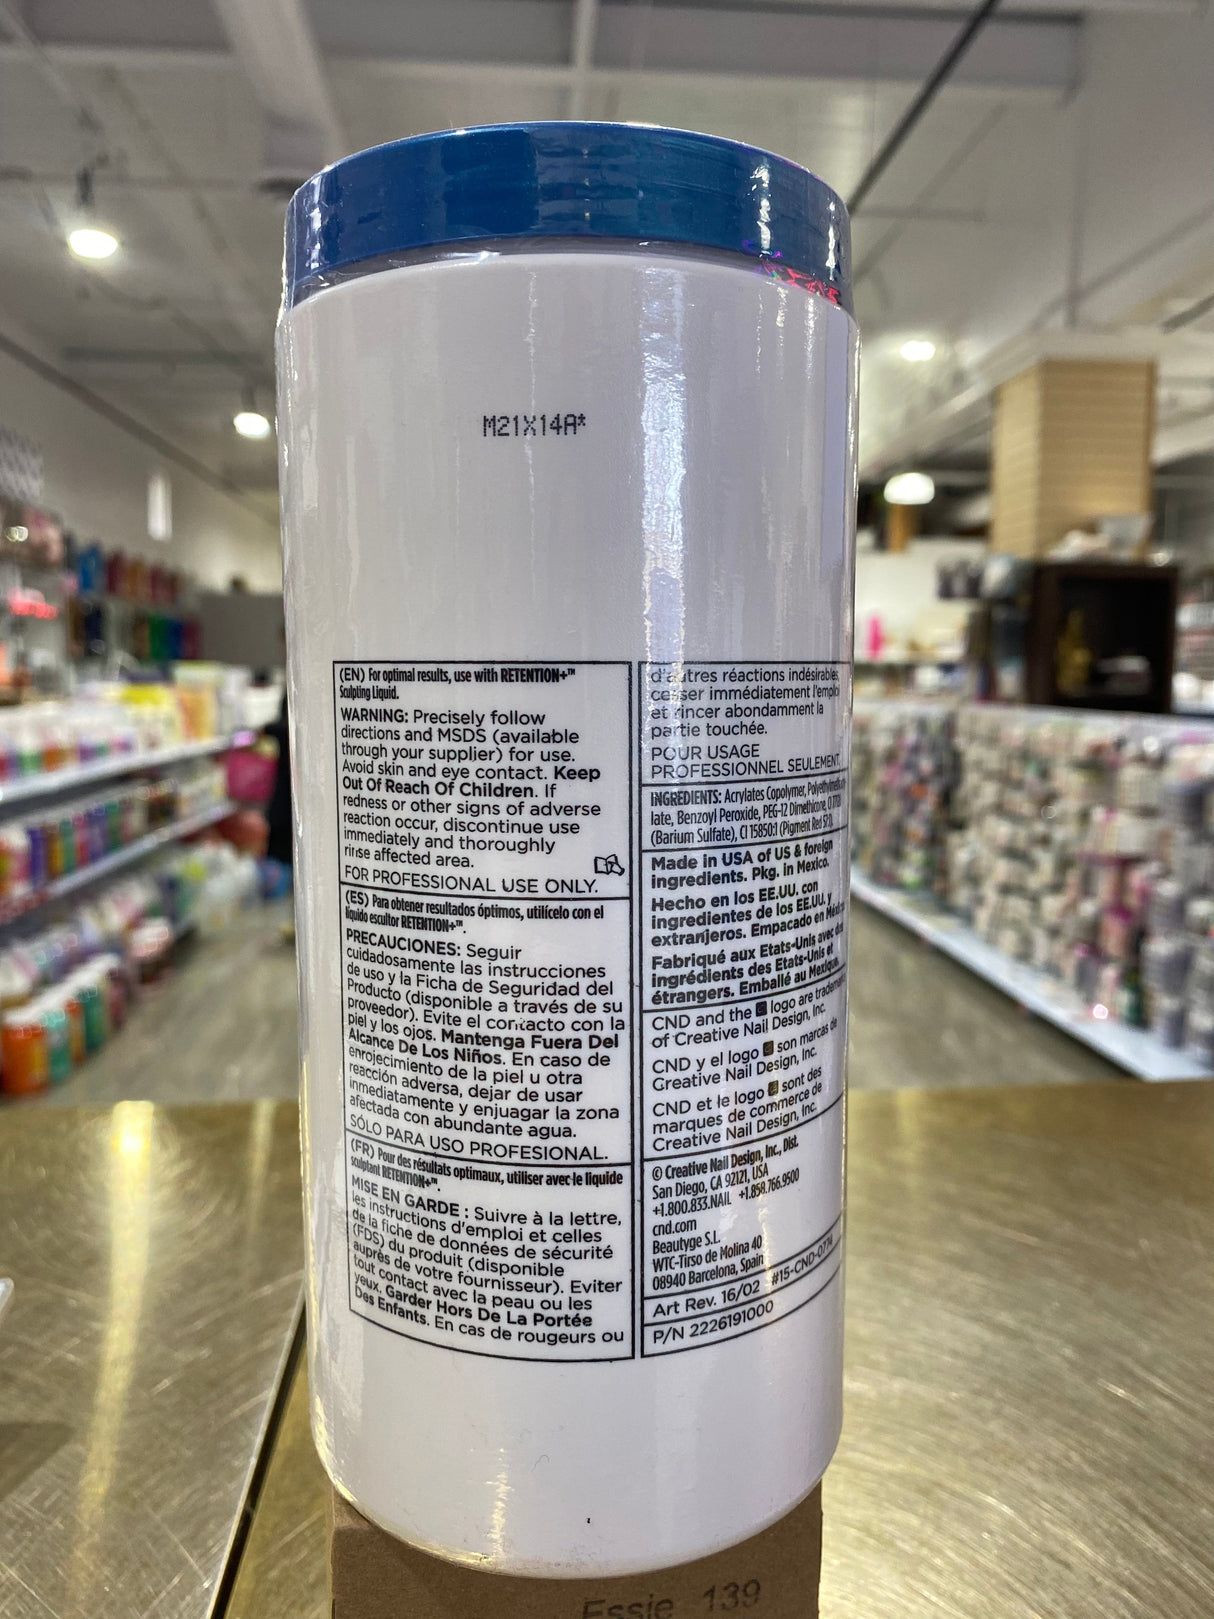 M21X14A*
(EN) For optimal results, use with RETENTION+™
Sculpting Liquid.
WARNING: Precisely follow
directions and MSDS (available
through your supplier) for use.
Avoid skin and eye contact. Keep
Out Of Reach Of Children. If
redness or other signs of adverse
reaction occur, discontinue use
immediately and thoroughly
rinse affected area.
FOR PROFESSIONAL USE ONLY.
(ES) Para obtener resultados óptimos, utilícelo con el
líquido escultor RETENTION+™.
PRECAUCIONES: Seguir
cuidadosamente las instrucciones
de uso y la Ficha de Seguridad del
Producto (disponible a través de su
proveedor). Evite el contacto con la
piel y los ojos. Mantenga Fuera Del
Alcance De Los Niños. En caso de
enrojecimiento de la piel u otra
reacción adversa, dejar de usar
inmediatamente y enjuagar la zona
afectada con abundante agua.
SÓLO PARA USO PROFESIONAL.
(FR) Pour des résultats optimaux, utiliser avec le liquide
sculptant RETENTION+™.
MISE EN GARDE : Suivre à la lettre,
les instructions d'emploi et celles
de la fiche de données de sécurité
(FDS) du produit (disponible
auprès de votre fournisseur). Eviter
tout contact avec la peau ou les
yeux. Garder Hors De La Portée
Des Enfants. En cas de rougeurs ou
d'autres réactions indésirables,
cesser immédiatement l'emploi
et rincer abondamment la
partie touchée.
POUR USAGE
PROFESSIONNEL SEULEMENT.
INGREDIENTS: Acrylates Copolymer,
late, Benzoyl Peroxide, PEG-12 Dimethicone,
(Barium Sulfate), CI 15850:1 (Pigment Red 57:1).
Made in USA of US & foreign
ingredients. Pkg. in Mexico.
Hecho en los EE.UU. con
ingredientes de los EE.UU. y
extranjeros. Empacado en
Fabriqué aux Etats-Unis avec
ingrédients des Etats-Unis et
étrangers. Emballé au Mexique.
CND and the logo are
of Creative Nail Design, Inc.
CND y el logo son marcas de
Creative Nail Design, Inc.
CND et le logo sont des
marques de commerce de
Creative Nail Design, Inc.
© Creative Nail Design, Inc., Dist.
San Diego, CA 92121, USA
+1.800.833.NAIL +1.858.766.9500
cnd.com
Beautyge S.L.
WTC-Tirso de Molina 40
08940 Barcelona, Spain
Art Rev. 16/02 #15-CND-0774
P/N 2226191000
Essie 139